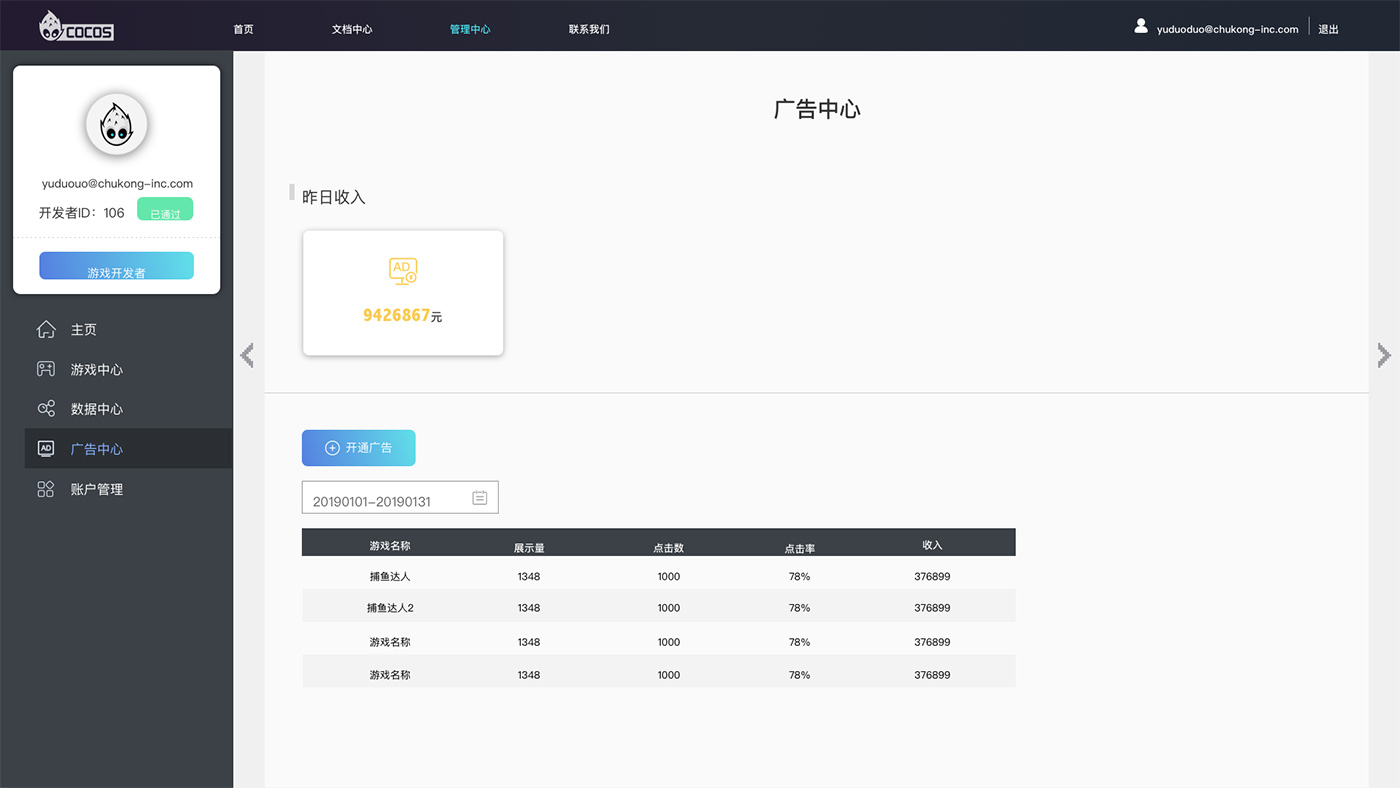 COCOS 首页 文档中心 管理中心 联系我们 yuduoduo@chukong-inc.com 退出
yuduouo@chukong-inc.com
开发者ID：106 已通过
游戏开发者
主页
游戏中心
数据中心
AD 广告中心
账户管理
广告中心
昨日收入
AD
9426867元
开通广告
20190101-20190131
游戏名称 展示量 点击数 点击率 收入
捕鱼达人 1348 1000 78% 376899
捕鱼达人2 1348 1000 78% 376899
游戏名称 1348 1000 78% 376899
游戏名称 1348 1000 78% 376899